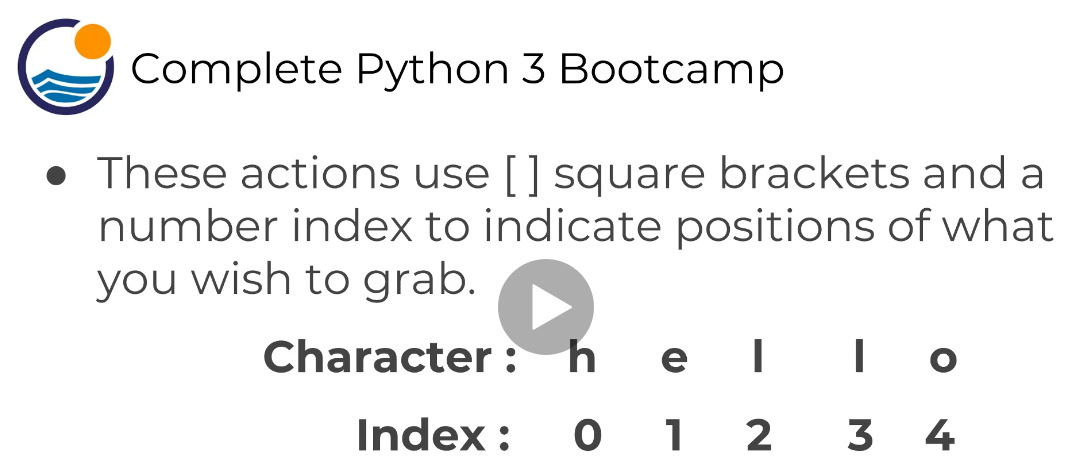 Complete Python 3 Bootcamp
● These actions use [ ] square brackets and a
number index to indicate positions of what
you wish to grab.
Character : h e l l o
Index : 0 1 2 3 4